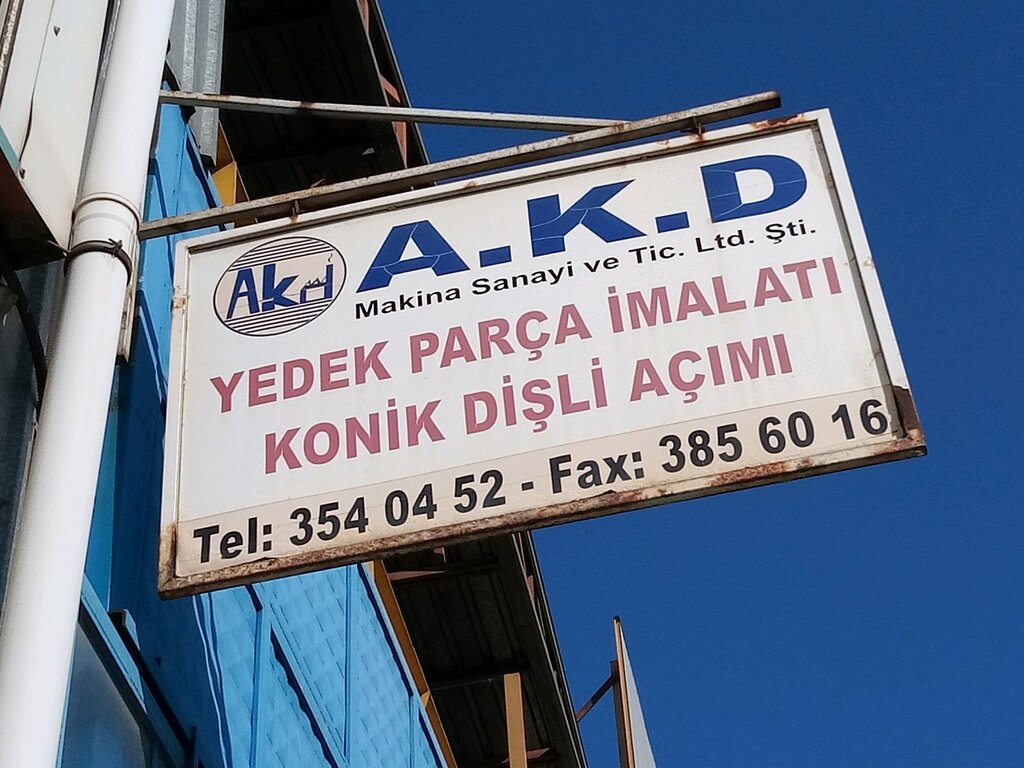 A.K.D
Akd
Makina Sanayi ve Tic. Ltd. Şti.
YEDEK PARÇA İMALATI
KONİK DİŞLİ AÇIMI
Tel: 354 04 52 - Fax: 385 60 16